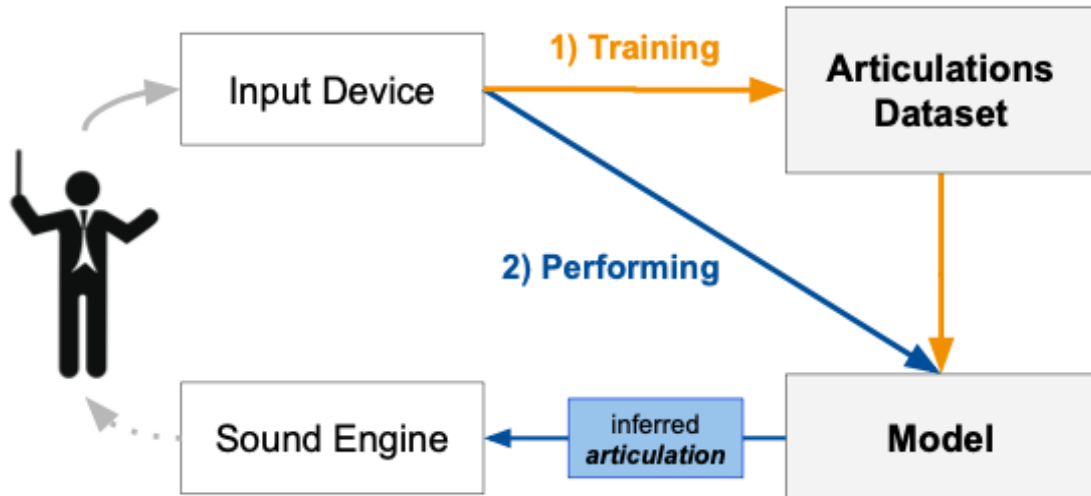 1) Training
Input Device
Articulations
Dataset
2) Performing
Sound Engine
inferred
articulation
Model